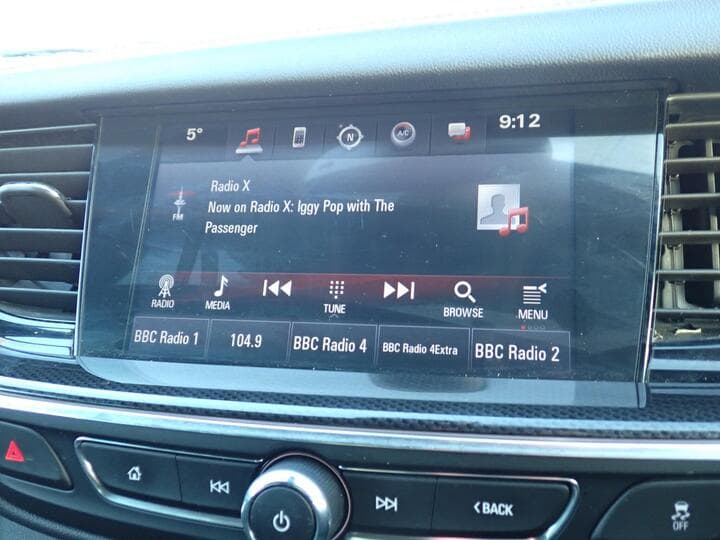 5°
N
A/C
9:12
FM
Radio X
Now on Radio X: Iggy Pop with The
Passenger
RADIO
MEDIA
TUNE
BROWSE
MENU
BBC Radio 1
104.9
BBC Radio 4
BBC Radio 4Extra
BBC Radio 2
<BACK
OFF